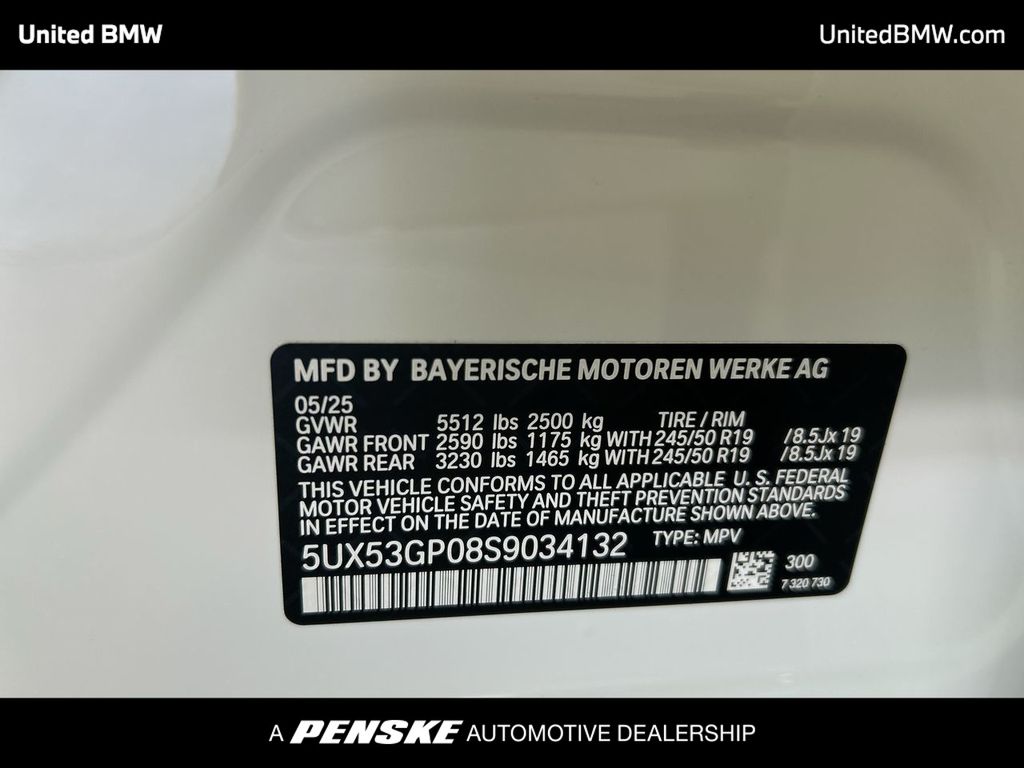 United BMW
UnitedBMW.com
MFD BY BAYERISCHE MOTOREN WERKE AG
05/25
GVWR 5512 lbs 2500 kg TIRE / RIM
GAWR FRONT 2590 lbs 1175 kg WITH 245/50 R19 /8.5Jx 19
GAWR REAR 3230 lbs 1465 kg WITH 245/50 R19 /8.5Jx 19
THIS VEHICLE CONFORMS TO ALL APPLICABLE U. S. FEDERAL
MOTOR VEHICLE SAFETY AND THEFT PREVENTION STANDARDS
IN EFFECT ON THE DATE OF MANUFACTURE SHOWN ABOVE.
5UX53GP08S9034132 TYPE: MPV
300
7 320 730
A PENSKE AUTOMOTIVE DEALERSHIP